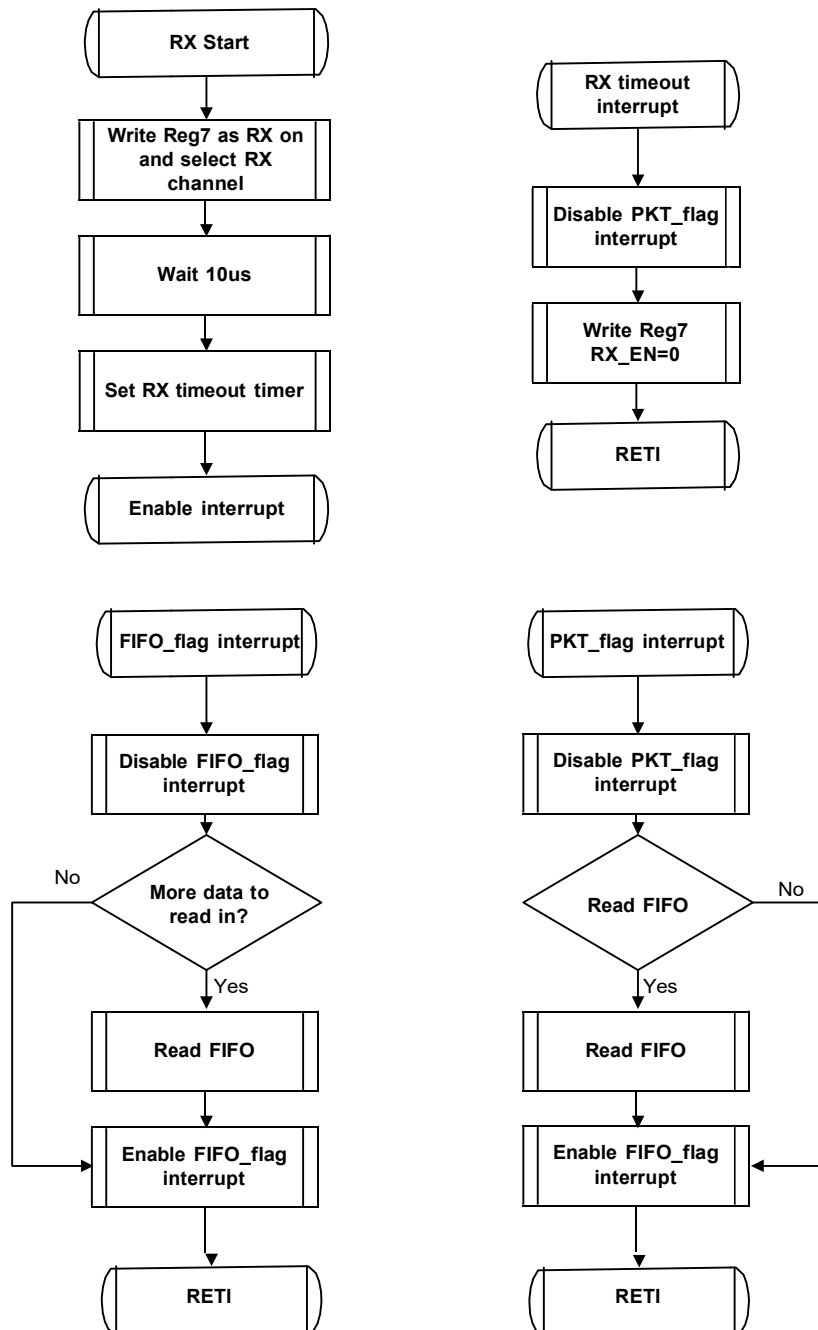 RX Start
Write Reg7 as RX on
and select RX
channel
Wait 10us
Set RX timeout timer
Enable interrupt
RX timeout
interrupt
Disable PKT_flag
interrupt
Write Reg7
RX_EN=0
RETI
FIFO_flag interrupt
Disable FIFO_flag
interrupt
No
More data to
read in?
Yes
Read FIFO
Enable FIFO_flag
interrupt
RETI
PKT_flag interrupt
Disable PKT_flag
interrupt
Read FIFO
No
Yes
Read FIFO
Enable FIFO_flag
interrupt
RETI